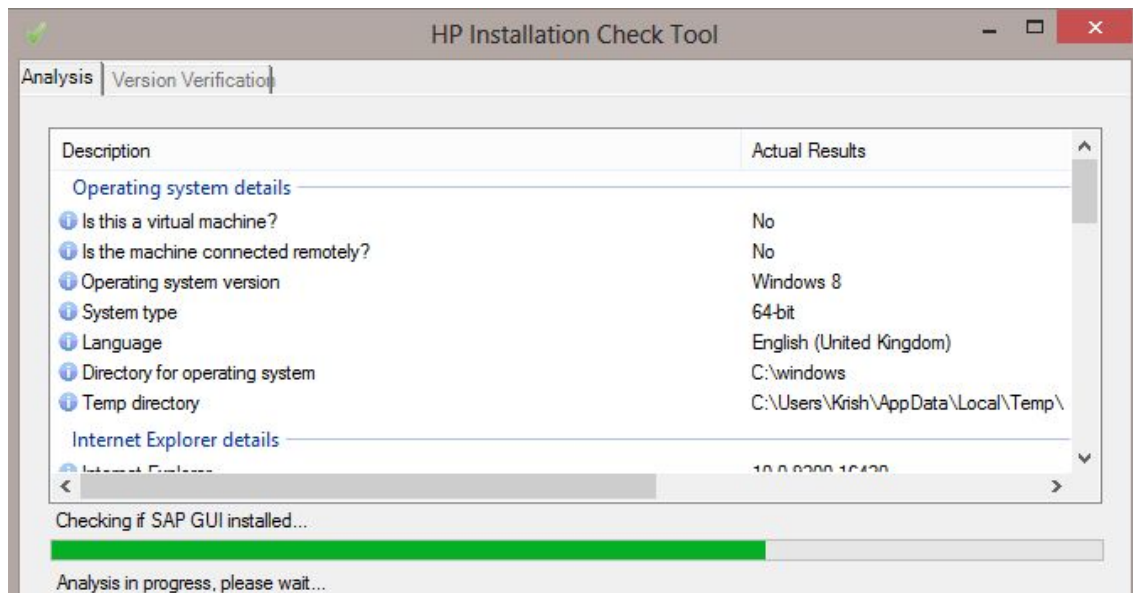 HP Installation Check Tool
Analysis Version Verification
Description Actual Results
Operating system details
Is this a virtual machine? No
Is the machine connected remotely? No
Operating system version Windows 8
System type 64-bit
Language English (United Kingdom)
Directory for operating system C:\windows
Temp directory C:\Users\Krish\AppData\Local\Temp\
Internet Explorer details
Internet Explorer
Checking if SAP GUI installed...
Analysis in progress, please wait...